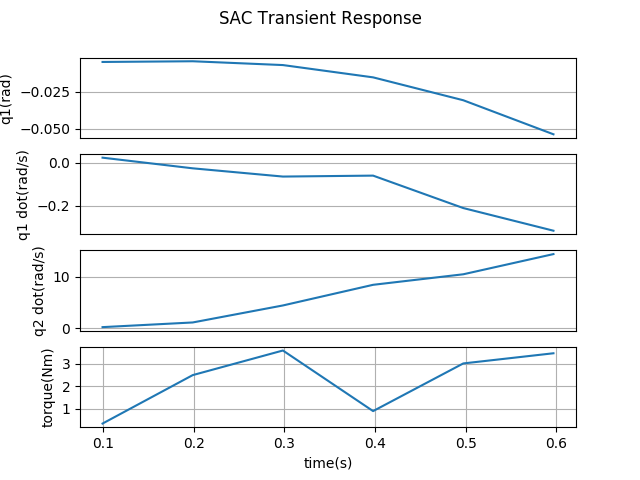 SAC Transient Response
q1(rad)
−0.025
−0.050
q1 dot(rad/s)
0.0
−0.2
q2 dot(rad/s)
10
0
torque(Nm)
3
2
1
0.1 0.2 0.3 0.4 0.5 0.6
time(s)